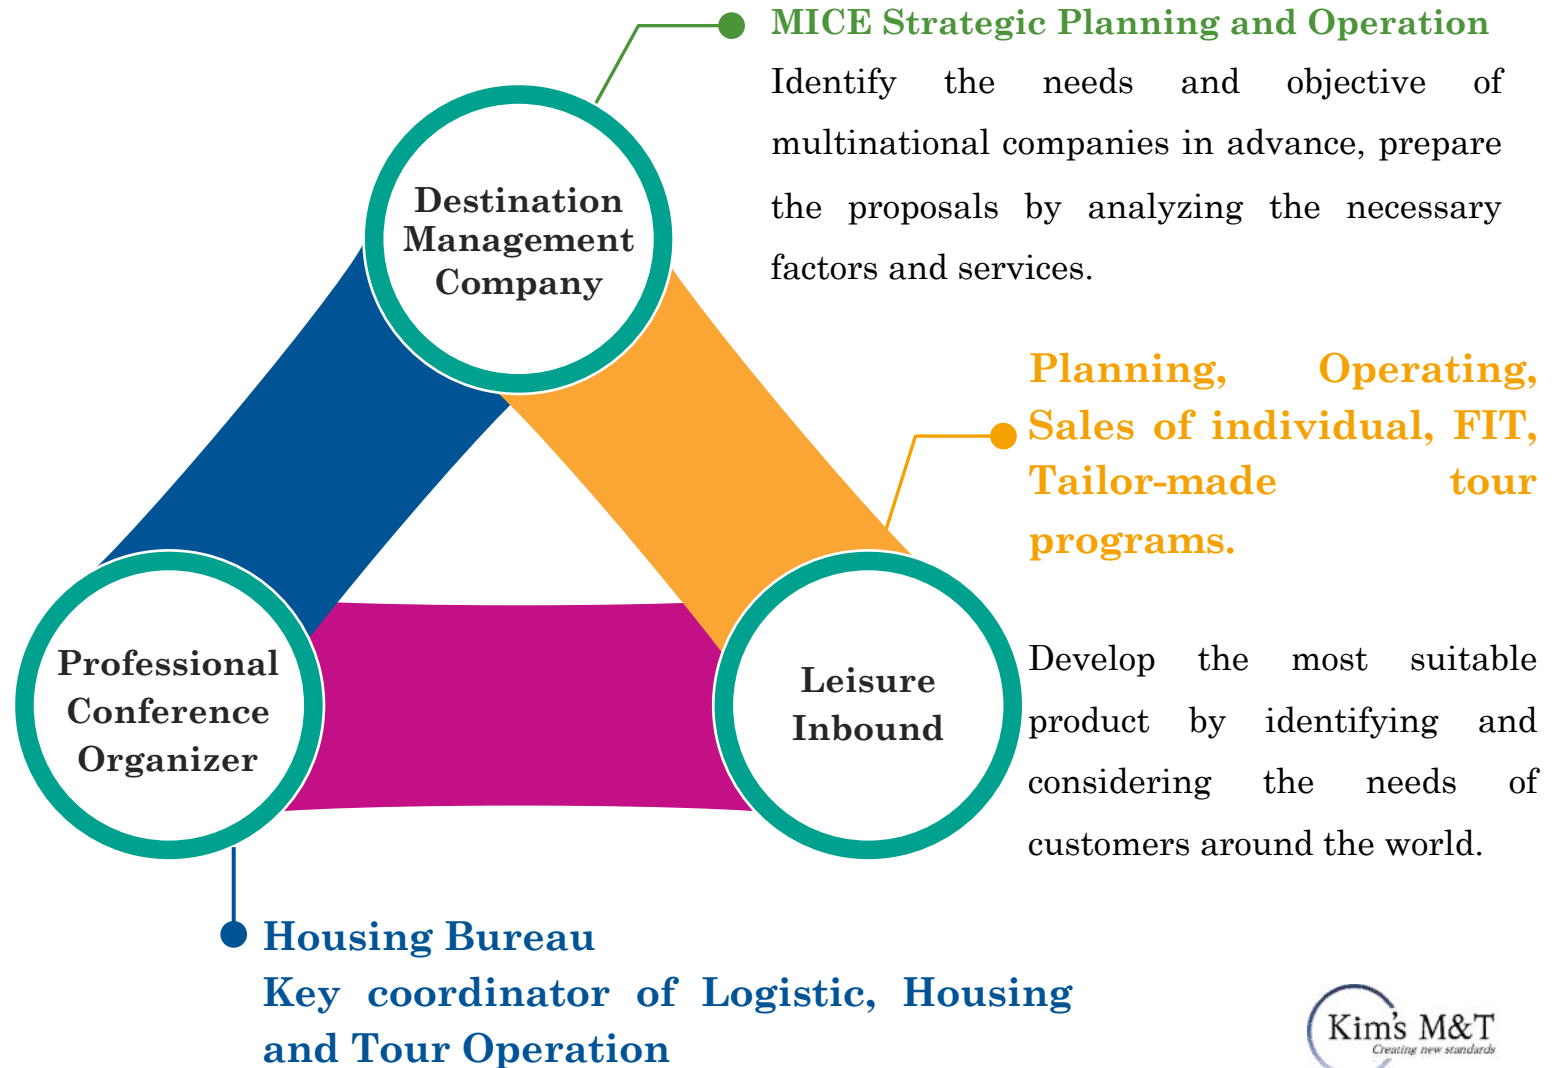 MICE Strategic Planning and Operation
Identify the needs and objective of
multinational companies in advance, prepare
the proposals by analyzing the necessary
factors and services.
Destination
Management
Company
Planning, Operating,
Sales of individual, FIT,
Tailor-made tour
programs.
Develop the most suitable
product by identifying and
considering the needs of
customers around the world.
Professional
Conference
Organizer
Leisure
Inbound
Housing Bureau
Key coordinator of Logistic, Housing
and Tour Operation
Kim's M&T
Creating new standards